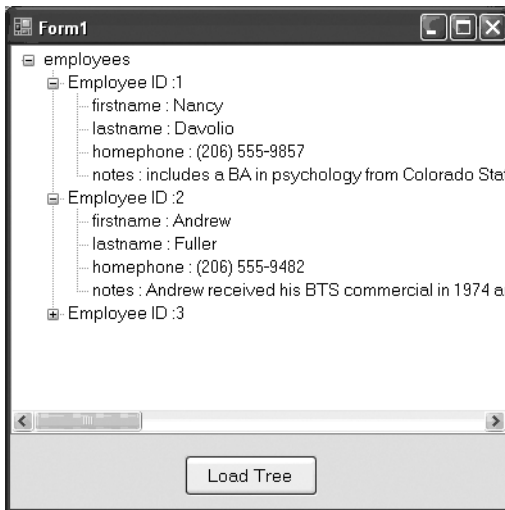 Form1
employees
Employee ID :1
firstname : Nancy
lastname : Davolio
homephone : (206) 555-9857
notes : includes a BA in psychology from Colorado Sta
Employee ID :2
firstname : Andrew
lastname : Fuller
homephone : (206) 555-9482
notes : Andrew received his BTS commercial in 1974 a
Employee ID :3
Load Tree